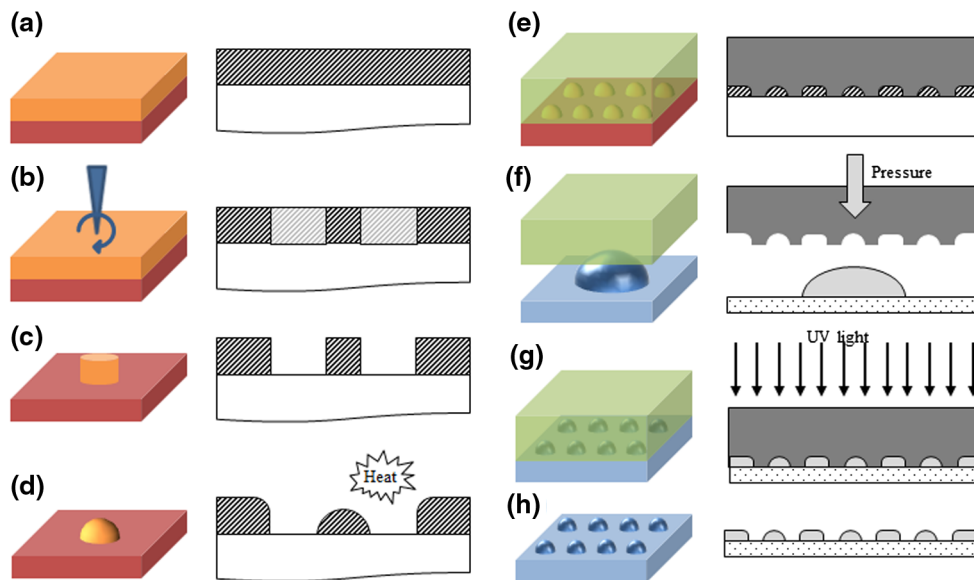 (a)
(b)
(c)
(d)
Heat
(e)
(f)
Pressure
(g)
UV light
(h)